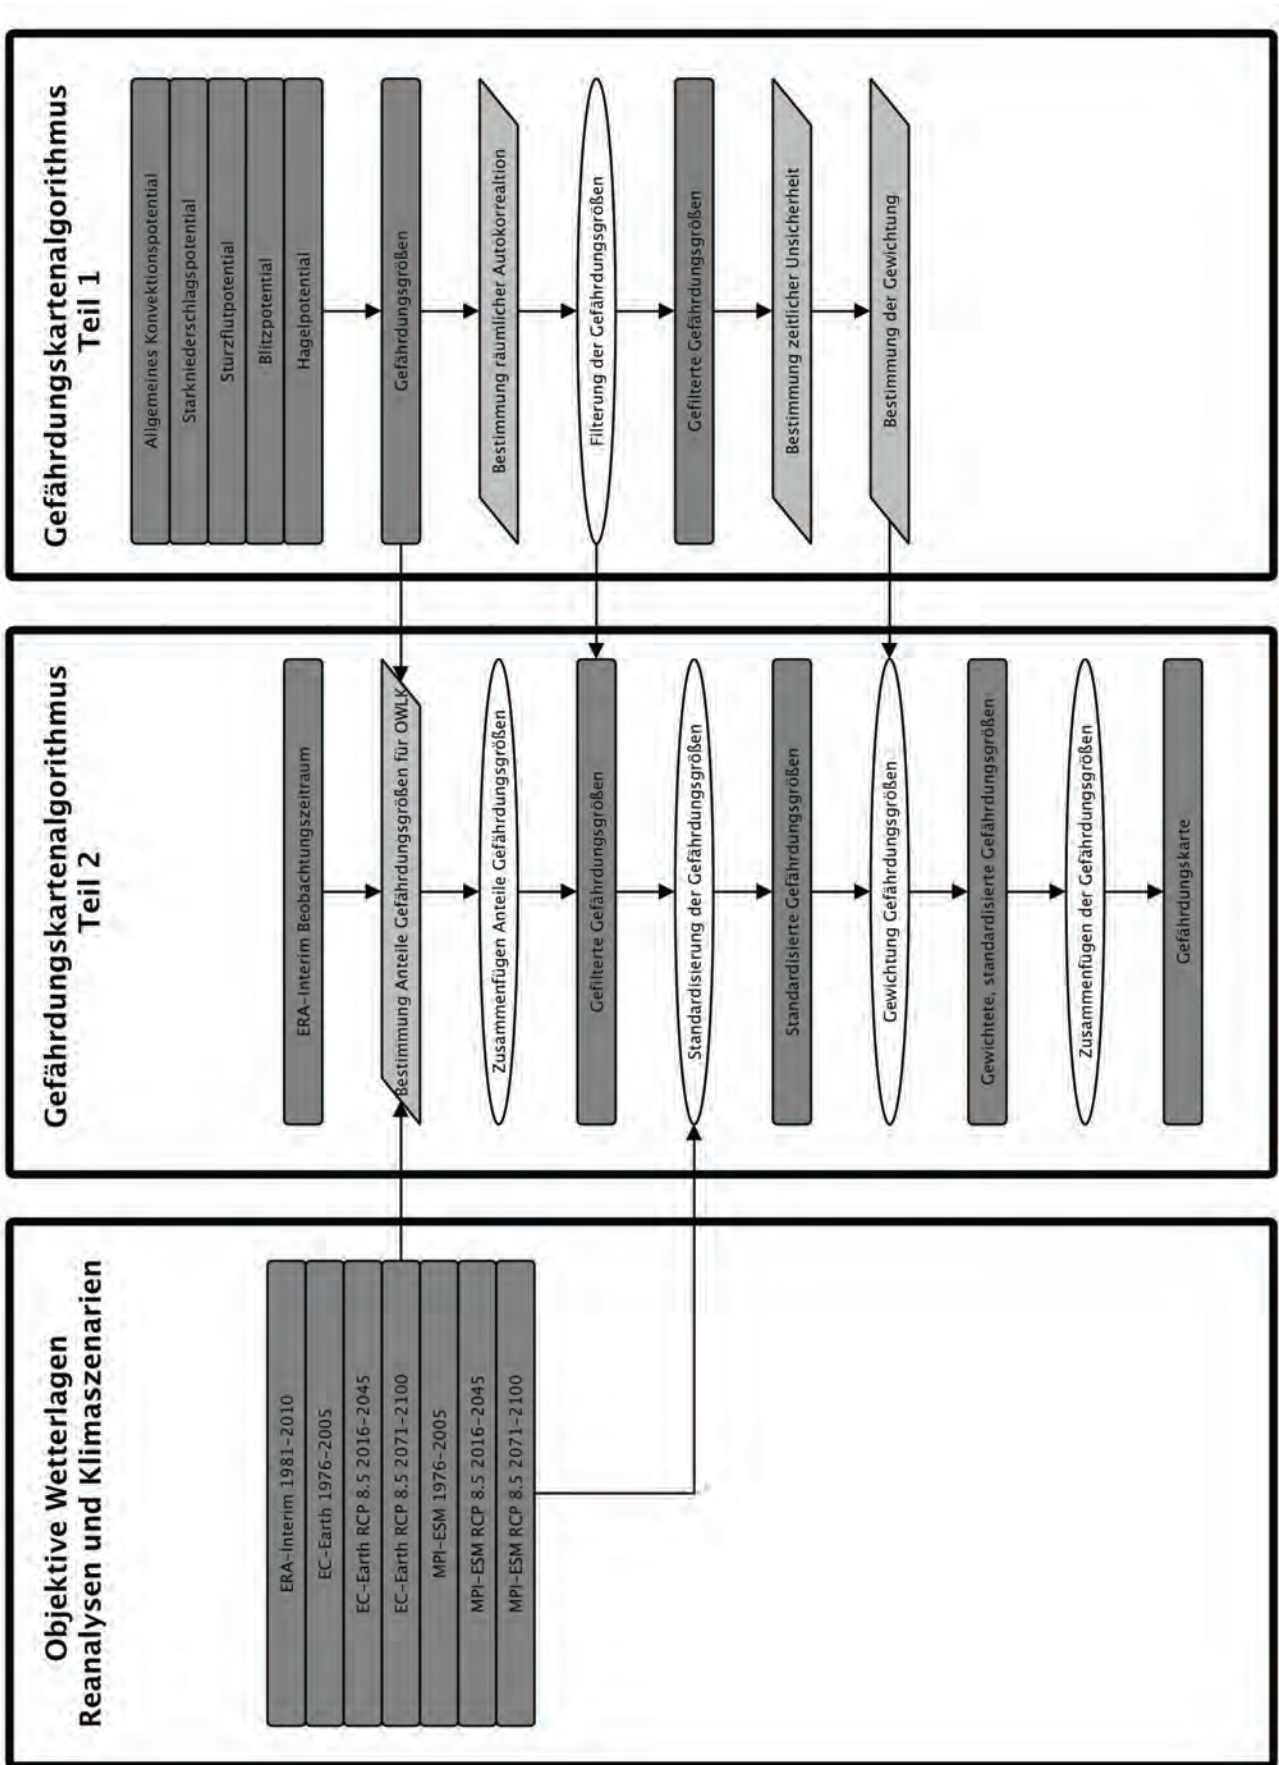 Objektive Wetterlagen
Reanalysen und Klimaszenarien
ERA-Interim 1981-2010
EC-Earth 1976-2005
EC-Earth RCP 8.5 2016-2045
EC-Earth RCP 8.5 2071-2100
MPI-ESM 1976-2005
MPI-ESM RCP 8.5 2016-2045
MPI-ESM RCP 8.5 2071-2100
Gefährdungskartenalgorithmus
Teil 2
ERA-Interim Beobachtungszeitraum
Bestimmung Anteile Gefährdungsgrößen für OWLK
Zusammenfügen Anteile Gefährdungsgrößen
Gefilterte Gefährdungsgrößen
Standardisierung der Gefährdungsgrößen
Standardisierte Gefährdungsgrößen
Gewichtung Gefährdungsgrößen
Gewichtete, standardisierte Gefährdungsgrößen
Zusammenfügen der Gefährdungsgrößen
Gefährdungskarte
Gefährdungskartenalgorithmus
Teil 1
Allgemeines Konvektionspotential
Starkniederschlagspotential
Sturzflutpotential
Blitzpotential
Hagelpotential
Gefährdungsgrößen
Bestimmung räumlicher Autokorrealtion
Filterung der Gefährdungsgrößen
Gefilterte Gefährdungsgrößen
Bestimmung zeitlicher Unsicherheit
Bestimmung der Gewichtung